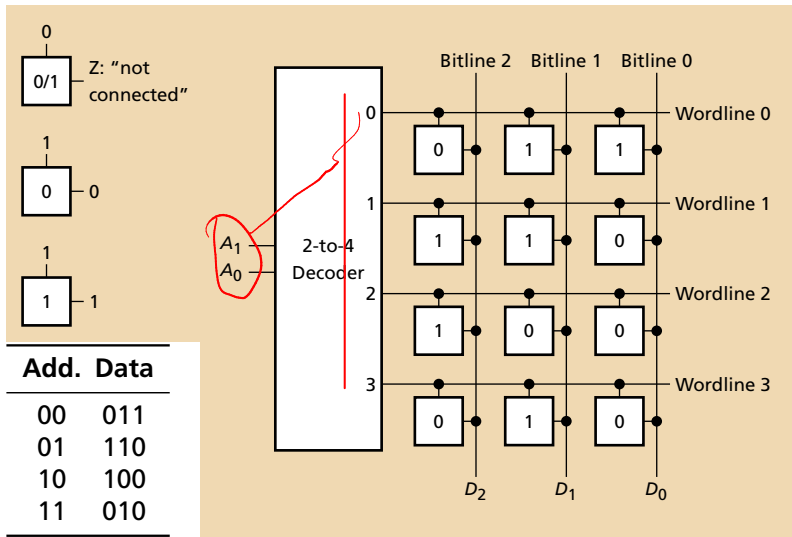 0
0/1
Z: “not
connected”
1
0
0
1
1
1
Add. Data
00 011
01 110
10 100
11 010
A1
A0
2-to-4
Decoder
Bitline 2 Bitline 1 Bitline 0
0
Wordline 0
0 1 1
1
Wordline 1
1 1 0
2
Wordline 2
1 0 0
3
Wordline 3
0 1 0
D2 D1 D0